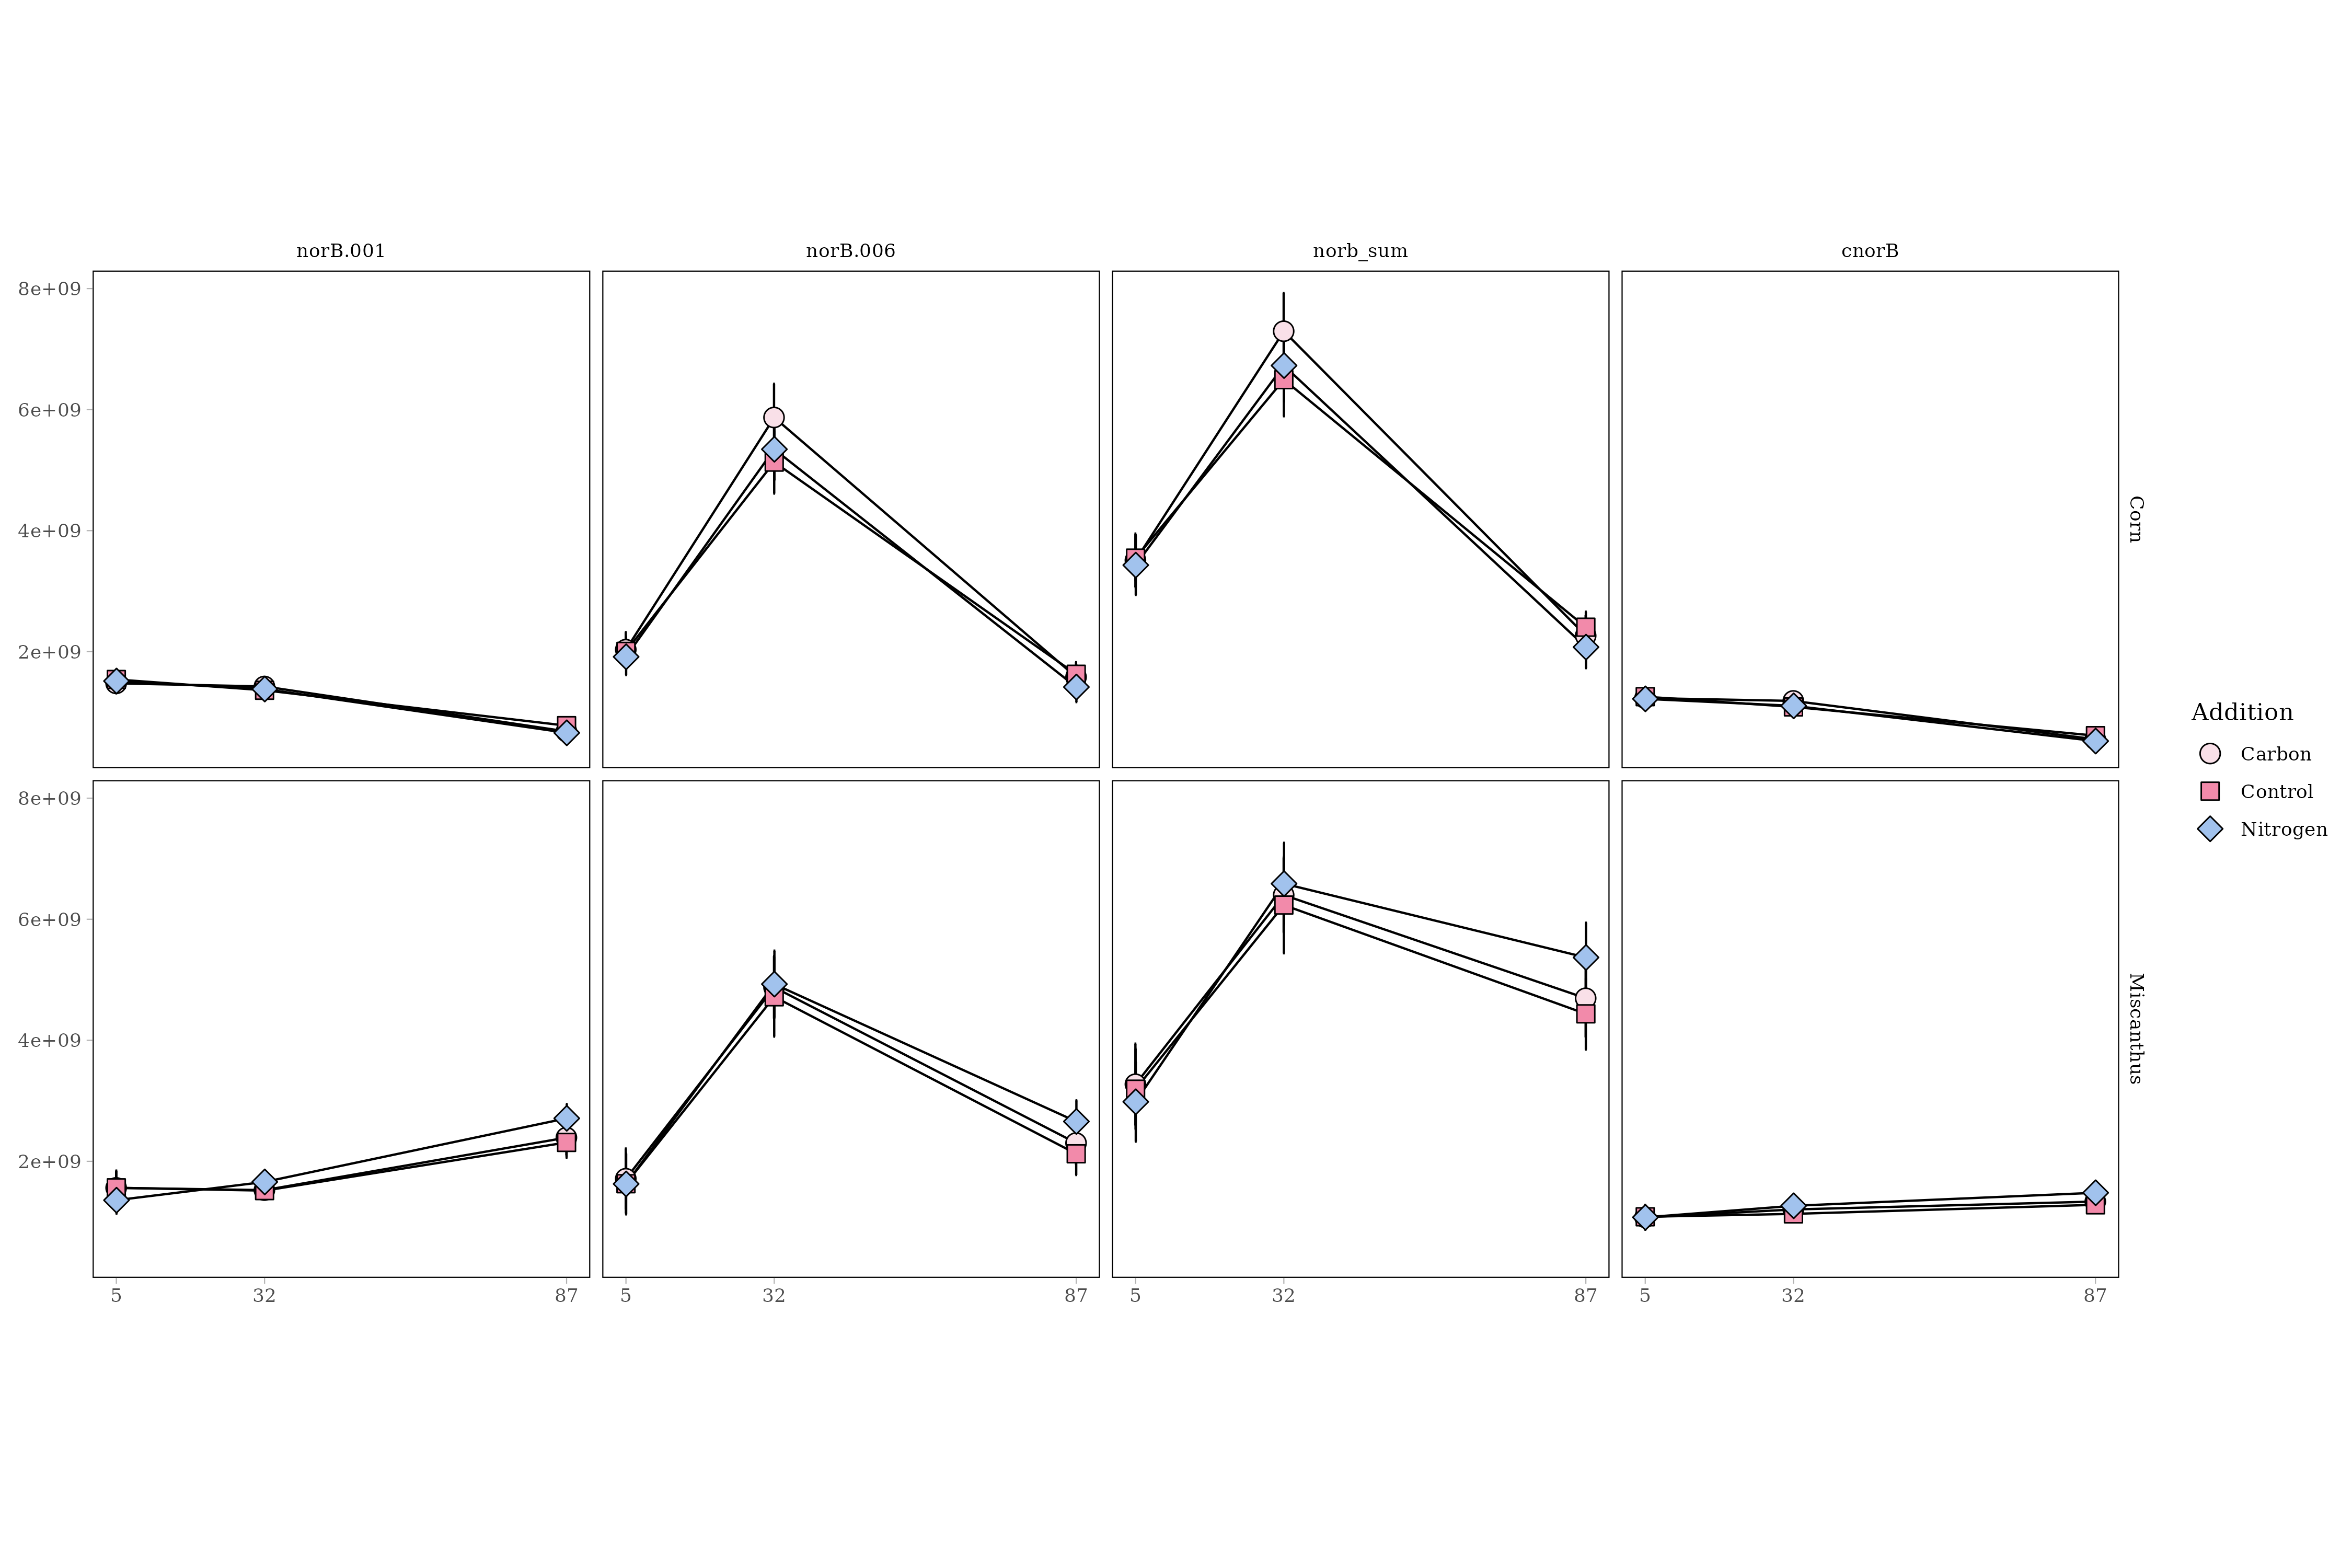 norB.001 norB.006 norb_sum cnorB
8e+09
6e+09
4e+09
2e+09
Corn
8e+09
6e+09
4e+09
2e+09
Miscanthus
5 32 87 5 32 87 5 32 87 5 32 87
Addition
Carbon
Control
Nitrogen